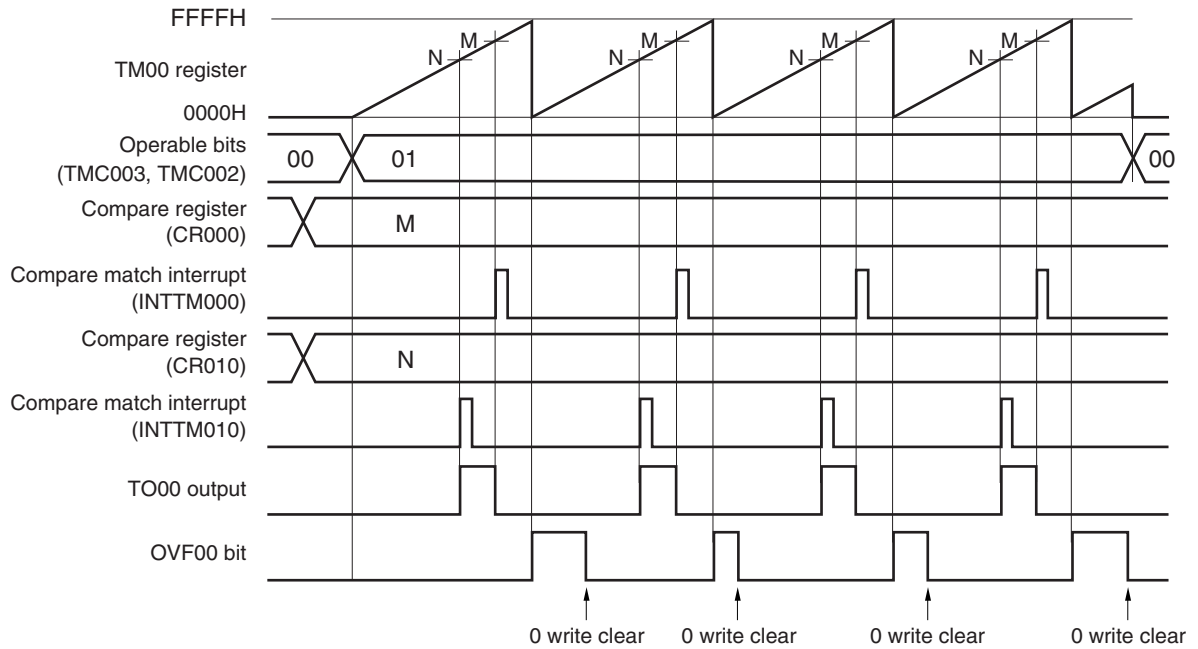 FFFFH
M M M M
N N N N
TM00 register
0000H
Operable bits
(TMC003, TMC002)
00 01 00
Compare register
(CR000)
M
Compare match interrupt
(INTTM000)
Compare register
(CR010)
N
Compare match interrupt
(INTTM010)
TO00 output
OVF00 bit
0 write clear 0 write clear 0 write clear 0 write clear